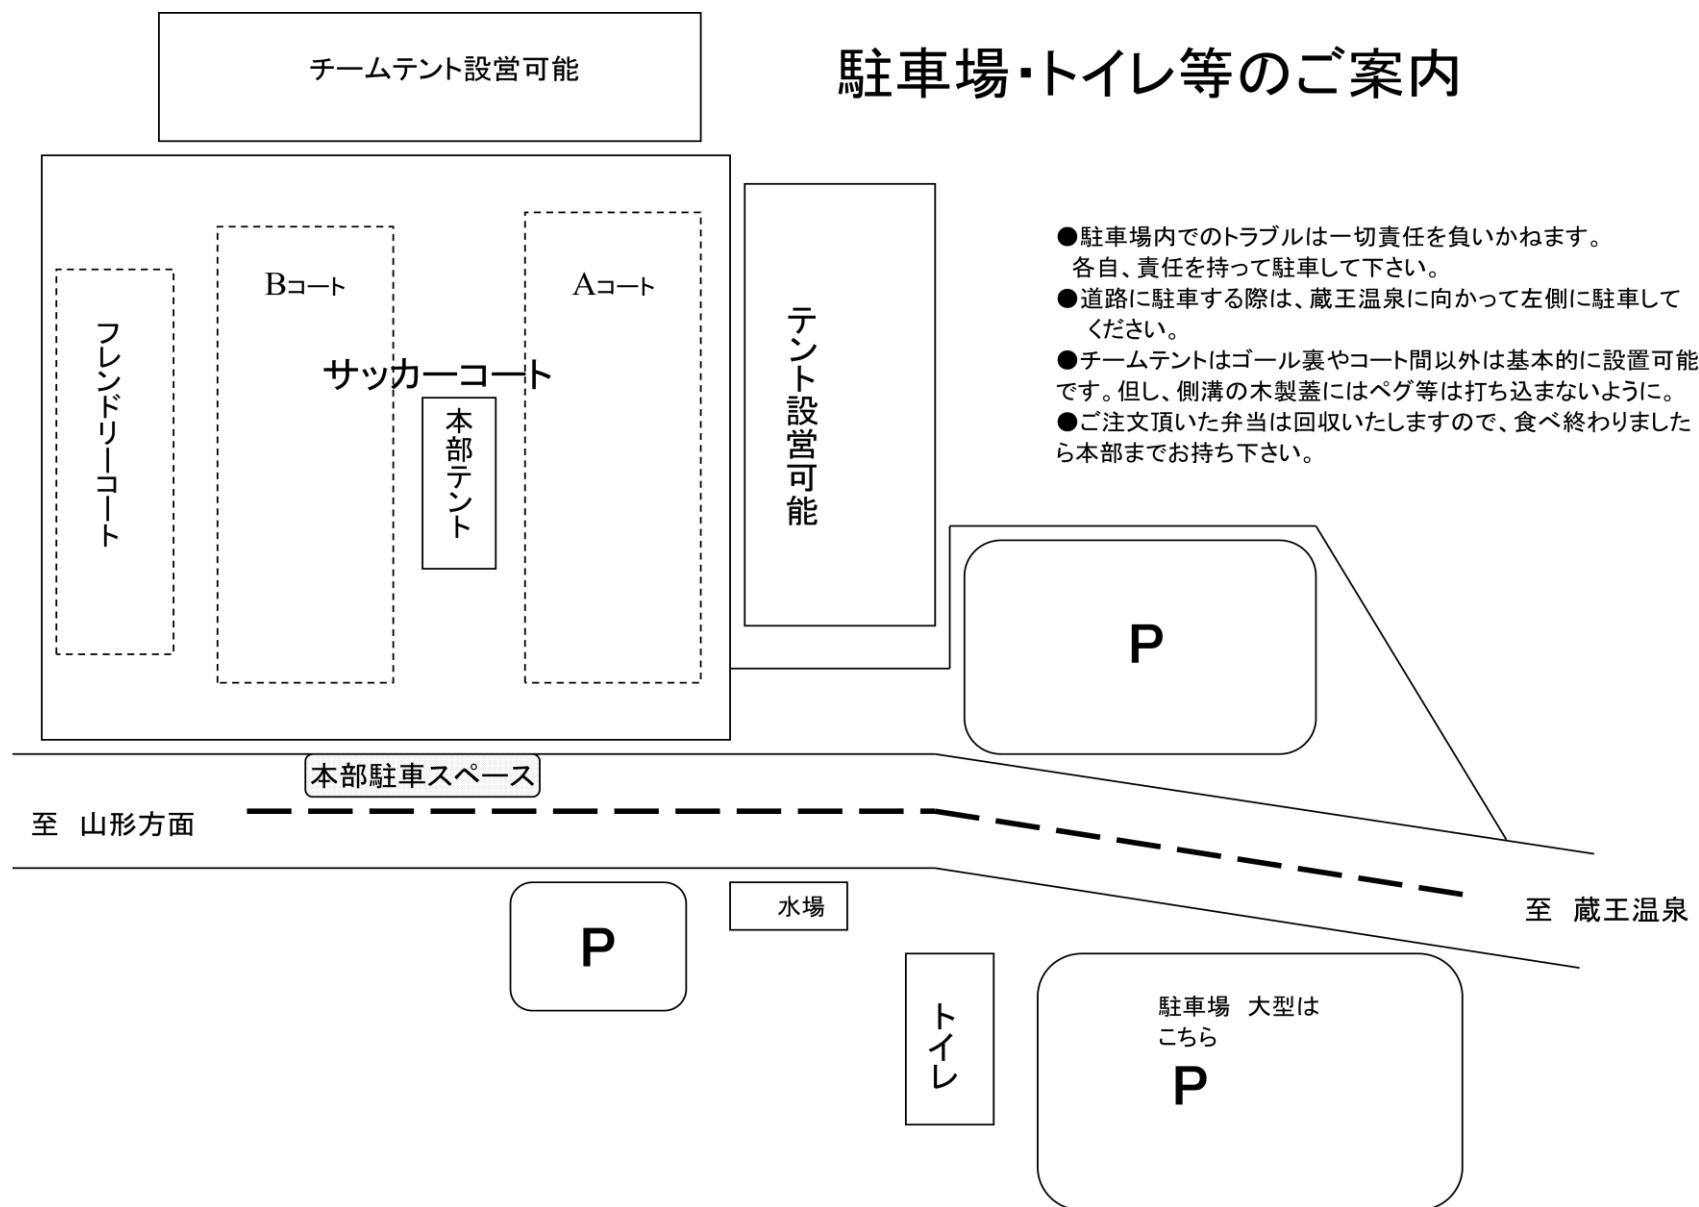 チームテント設営可能
駐車場・トイレ等のご案内
●駐車場内でのトラブルは一切責任を負いかねます。
各自、責任を持って駐車して下さい。
●道路に駐車する際は、蔵王温泉に向かって左側に駐車して
ください。
●チームテントはゴール裏やコート間以外は基本的に設置可能
です。但し、側溝の木製蓋にはペグ等は打ち込まないように。
●ご注文頂いた弁当は回収いたしますので、食べ終わりました
ら本部までお持ち下さい。
フレンドリーコート
Bコート
Aコート
サッカーコート
本部テント
テント設営可能
P
本部駐車スペース
至 山形方面
至 蔵王温泉
P
水場
トイレ
駐車場 大型は
こちら
P